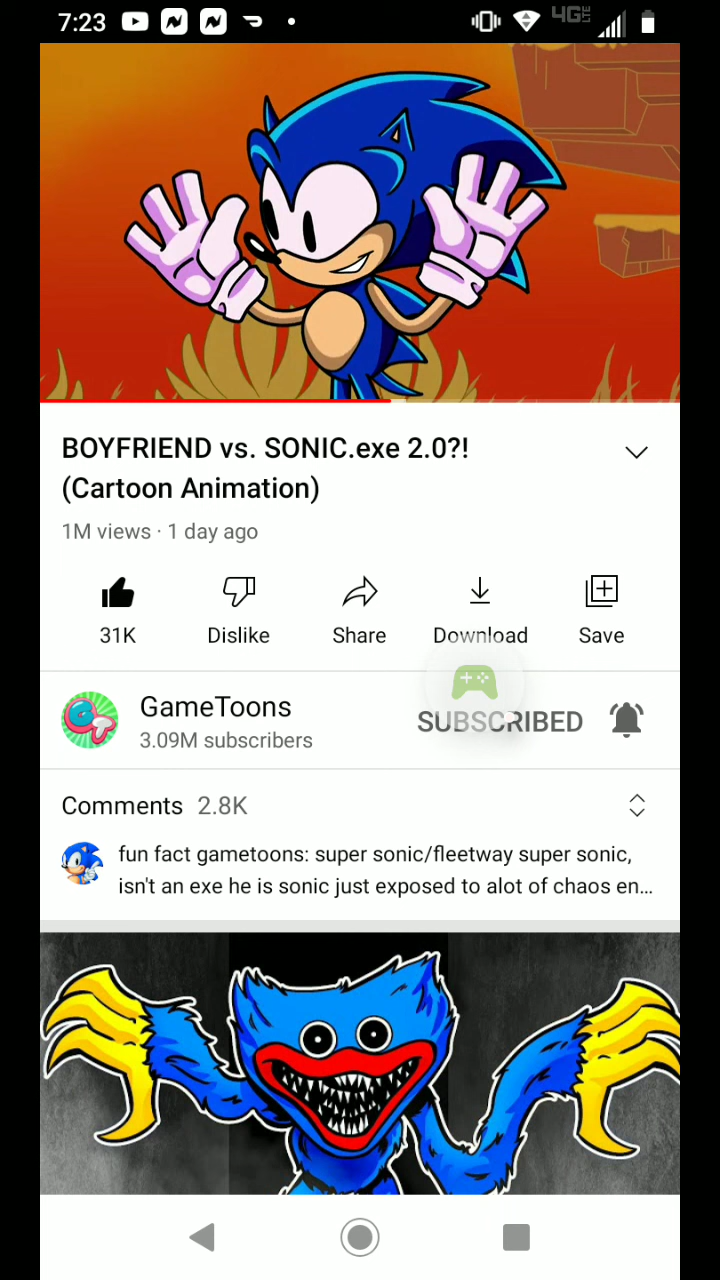 7:23
4G LTE
BOYFRIEND vs. SONIC.exe 2.0?!
(Cartoon Animation)
1M views · 1 day ago
31K Dislike Share Download Save
GT GameToons SUBSCRIBED
3.09M subscribers
Comments 2.8K
fun fact gametoons: super sonic/fleetway super sonic,
isn't an exe he is sonic just exposed to alot of chaos en...